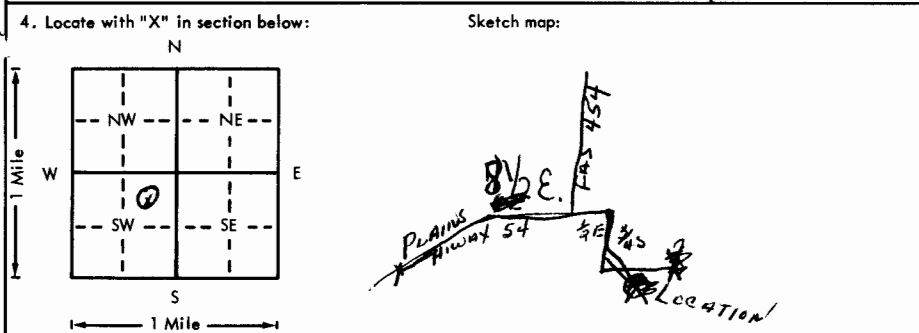 4. Locate with "X" in section below:
Sketch map:
N
NW
NE
W
E
1 Mile
SW
SE
S
1 Mile
X
FAS 454
8½ E.
PLAINS
HIWAY 54
½ E
¾ S
LOCATION